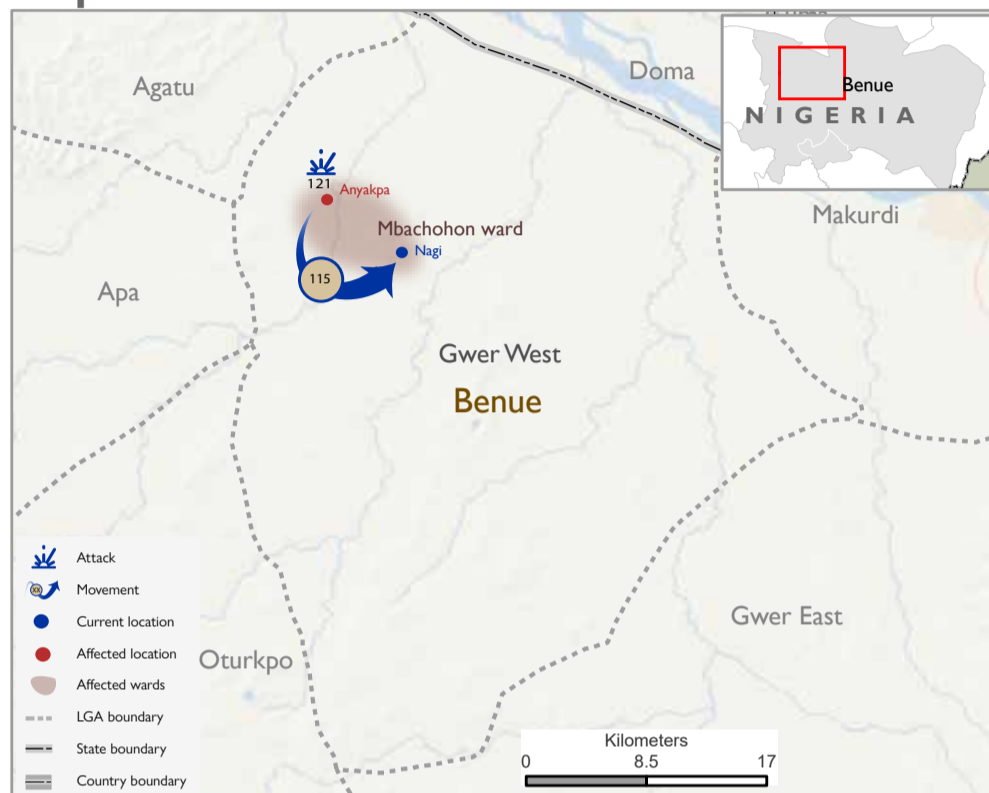 Doma
Benue
NIGERIA
Agatu
121
Anyakpa
Makurdi
Mbachohon ward
Nagi
115
Apa
Gwer West
Benue
Attack
XX
Movement
Current location
Affected location
Affected wards
LGA boundary
State boundary
Country boundary
Gwer East
Oturkpo
Kilometers
0
8.5
17